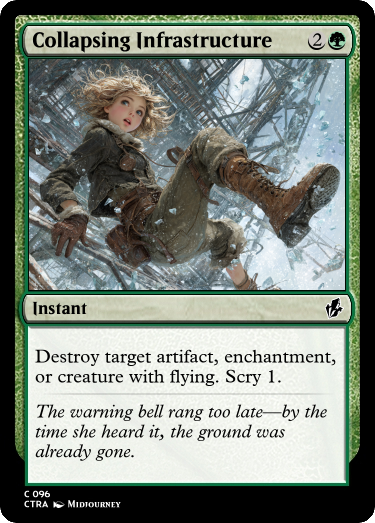 Collapsing Infrastructure 2
Instant
Destroy target artifact, enchantment,
or creature with flying. Scry 1.
The warning bell rang too late—by the
time she heard it, the ground was
already gone.
C 096
CTRA Midjourney